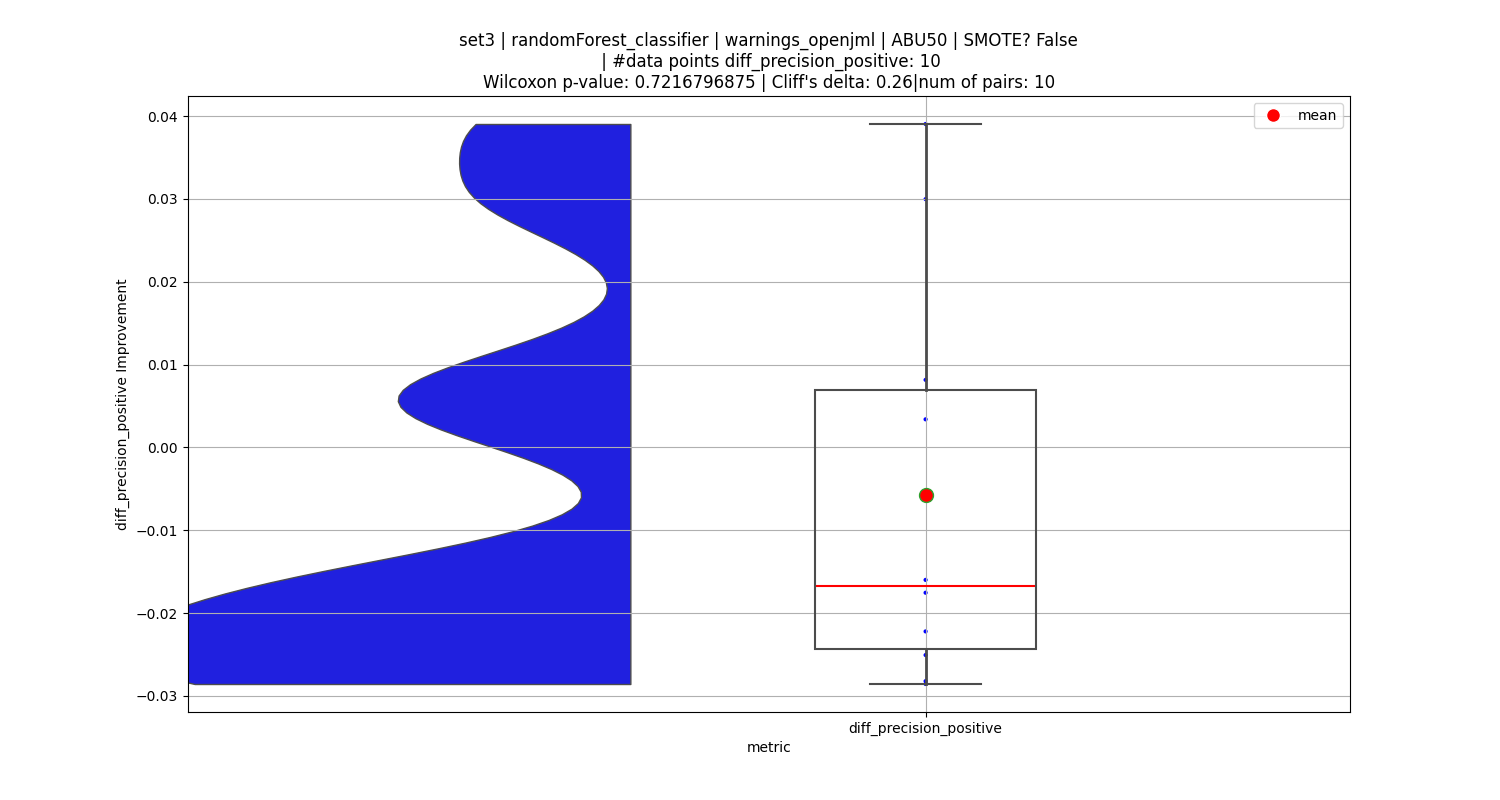 set3 | randomForest_classifier | warnings_openjml | ABU50 | SMOTE? False
| #data points diff_precision_positive: 10
Wilcoxon p-value: 0.7216796875 | Cliff's delta: 0.26|num of pairs: 10
mean
0.04
0.03
0.02
0.01
0.00
−0.01
−0.02
−0.03
diff_precision_positive Improvement
diff_precision_positive
metric